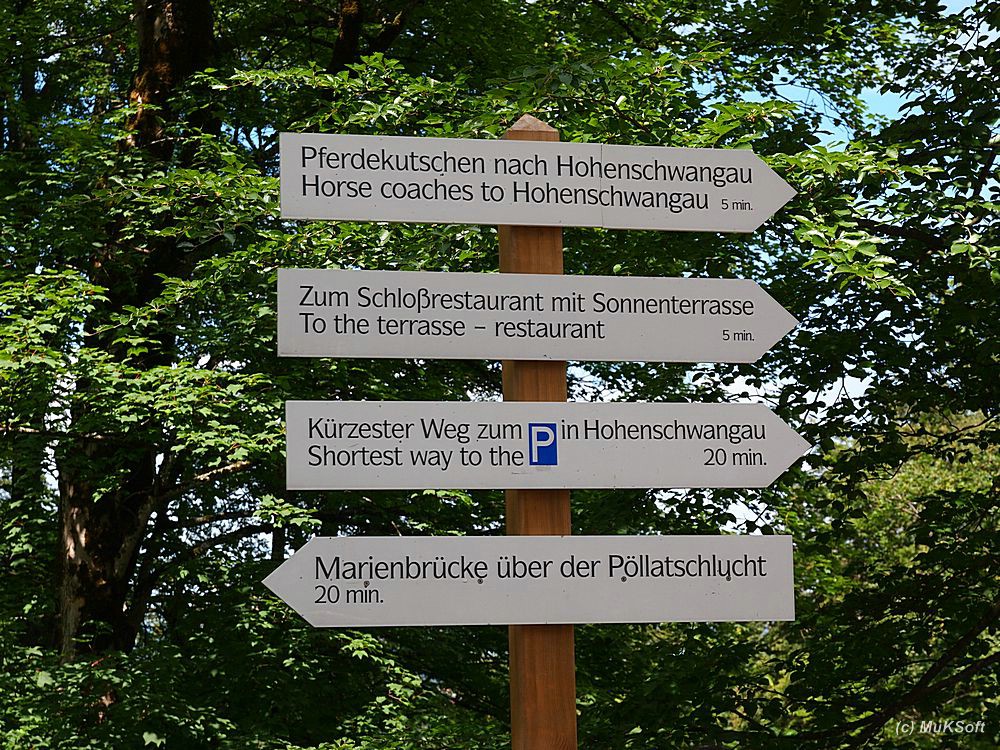 Pferdekutschen nach Hohenschwangau
Horse coaches to Hohenschwangau 5 min.
Zum Schloßrestaurant mit Sonnenterrasse
To the terrasse – restaurant 5 min.
Kürzester Weg zum P in Hohenschwangau
Shortest way to the 20 min.
Marienbrücke über der Pöllatschlucht
20 min.
(c) MuKSoft